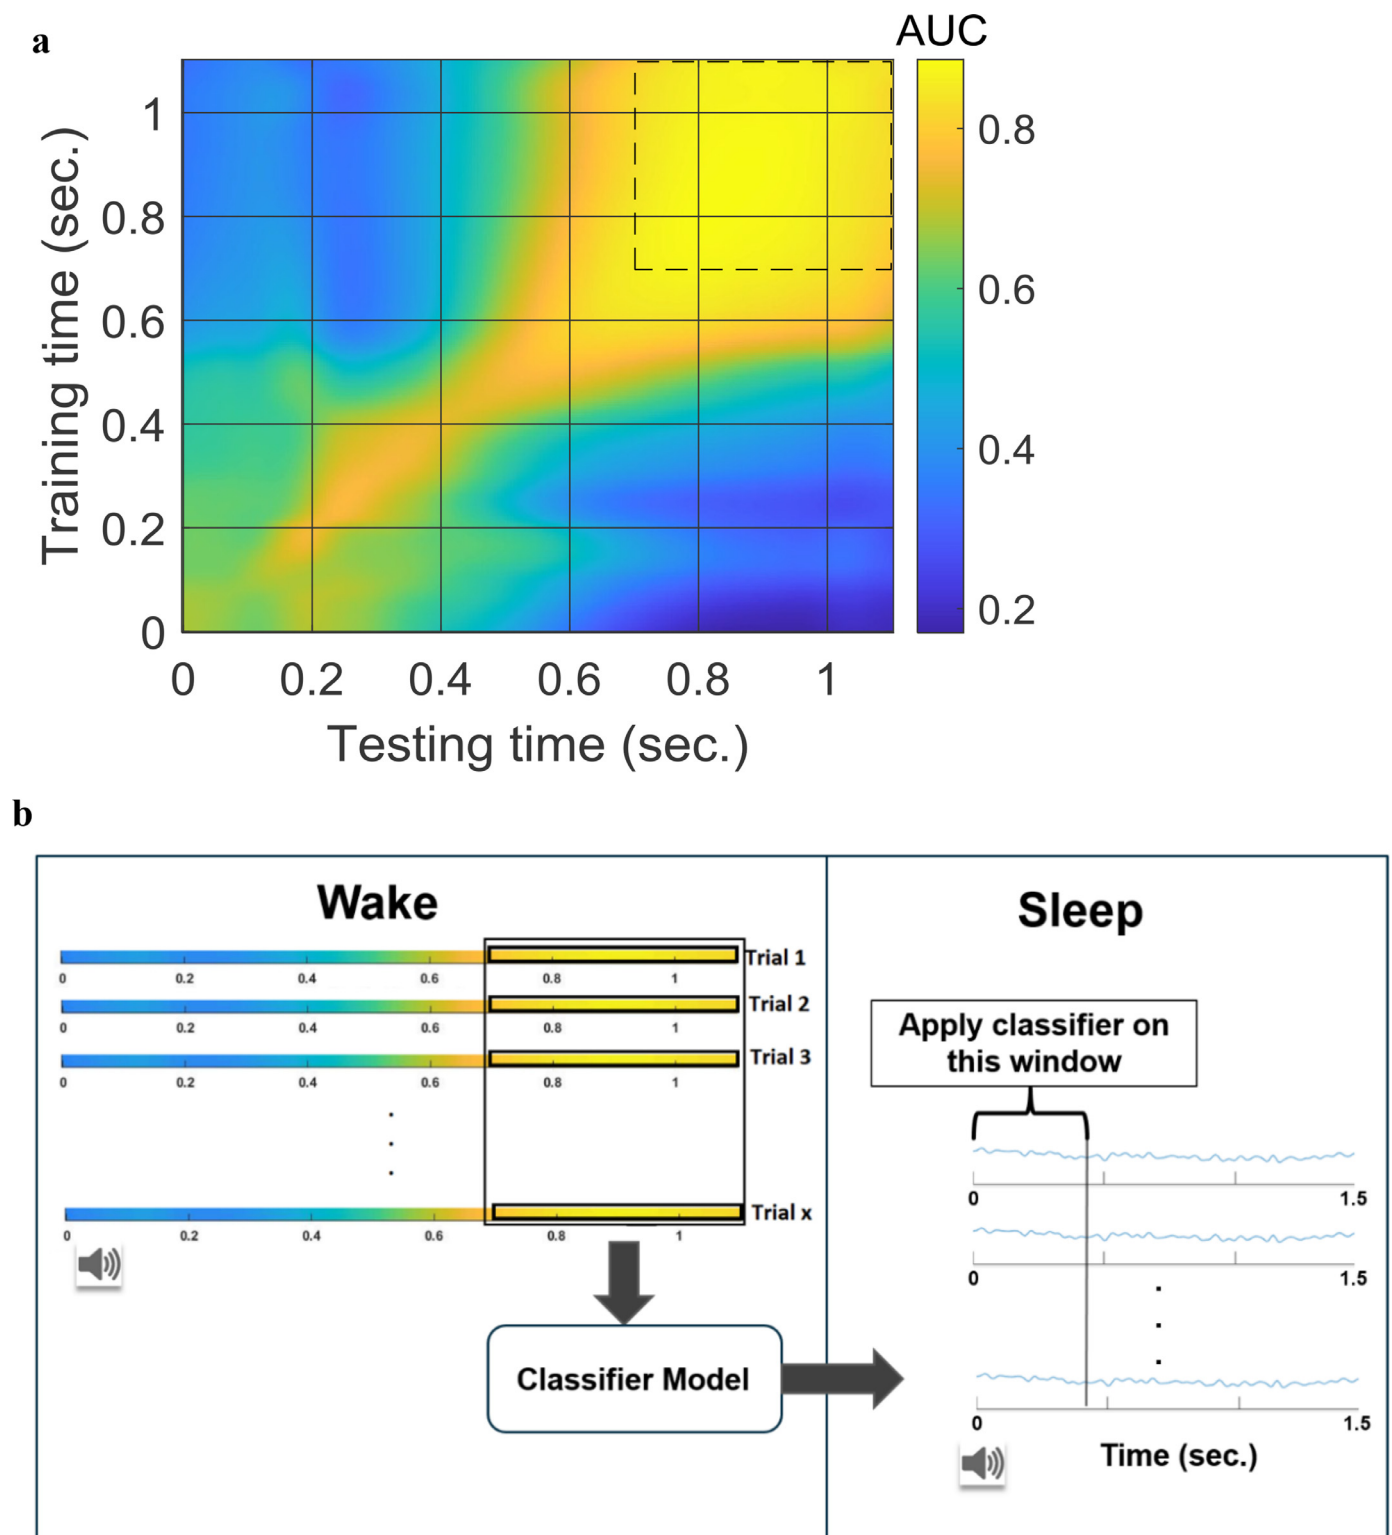 a
AUC
1
0.8
0.6
0.4
0.2
0
Training time (sec.)
0 0.2 0.4 0.6 0.8 1
Testing time (sec.)
0.8
0.6
0.4
0.2
b
Wake
Trial 1
0 0.2 0.4 0.6 0.8 1
Trial 2
0 0.2 0.4 0.6 0.8 1
Trial 3
0 0.2 0.4 0.6 0.8 1
Trial x
0 0.2 0.4 0.6 0.8 1
Classifier Model
Sleep
Apply classifier on
this window
0 1.5
0 1.5
0 1.5
Time (sec.)